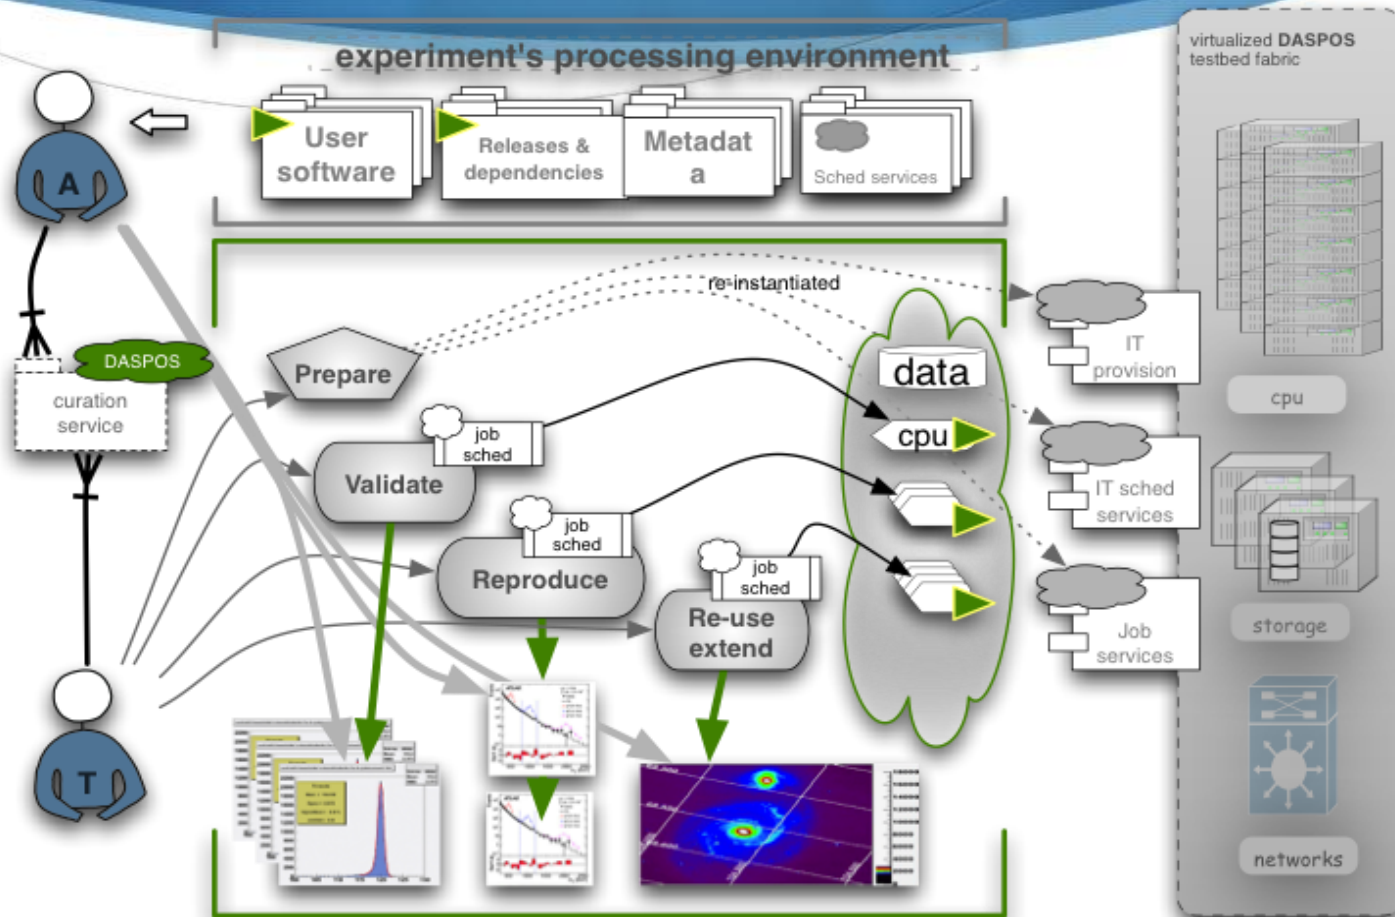 experiment's processing environment
virtualized DASPOS
testbed fabric
A
User
software
Releases &
dependencies
Metadat
a
Sched services
re-instantiated
DASPOS
curation
service
Prepare
data
IT
provision
cpu
cpu
job
sched
Validate
IT sched
services
job
sched
Reproduce
job
sched
Re-use
extend
Job
services
storage
T
networks